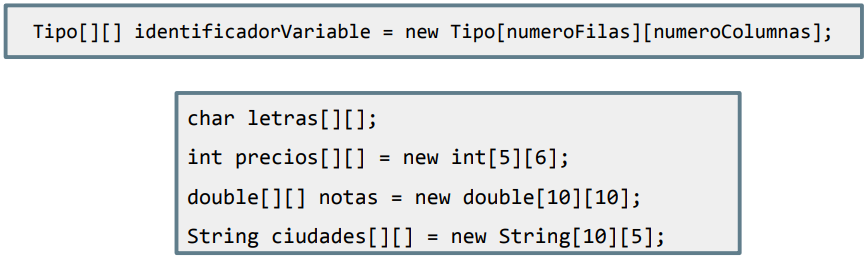 Tipo[][] identificadorVariable = new Tipo[numeroFilas][numeroColumnas];
char letras[][];
int precios[][] = new int[5][6];
double[][] notas = new double[10][10];
String ciudades[][] = new String[10][5];